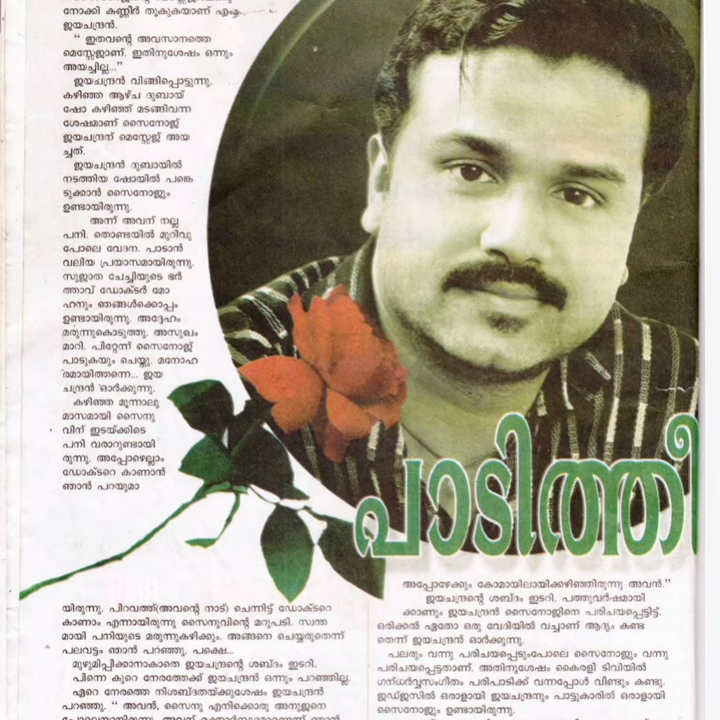 നോക്കി കണ്ണീർ തൂകുകയാണ് എം.
ജയചന്ദ്രൻ.
“ ഇതവന്റെ അവസാനത്തെ
മെസ്സേജാണ്. ഇതിനുശേഷം ഒന്നും
അയച്ചില്ല...”
ജയചന്ദ്രൻ വിങ്ങിപ്പൊട്ടുന്നു.
കഴിഞ്ഞ ആഴ്ച ദുബായ്
ഷോ കഴിഞ്ഞ് മടങ്ങിവന്ന
ശേഷമാണ് സൈനോജ്
ജയചന്ദ്രന് മെസ്സേജ് അയ
ച്ചത്.
ജയചന്ദ്രൻ ദുബായിൽ
നടത്തിയ ഷോയിൽ പങ്കെ
ടുക്കാൻ സൈനോജും
ഉണ്ടായിരുന്നു.
അന്ന് അവന് നല്ല
പനി. തൊണ്ടയിൽ മുറിവു
പോലെ വേദന. പാടാൻ
വലിയ പ്രയാസമായിരുന്നു.
സുജാത ചേച്ചിയുടെ ഭർ
ത്താവ് ഡോക്ടർ മോ
ഹനും ഞങ്ങൾക്കൊപ്പം
ഉണ്ടായിരുന്നു. അദ്ദേഹം
മരുന്നുകൊടുത്തു. അസുഖം
മാറി. പിറ്റേന്ന് സൈനോജ്
പാടുകയും ചെയ്തു. മനോഹ
രമായിത്തന്നെ... ജയ
ചന്ദ്രൻ ഓർക്കുന്നു.
കഴിഞ്ഞ മൂന്നാലു
മാസമായി സൈനു
വിന് ഇടയ്ക്കിടെ
പനി വരാറുണ്ടായി
രുന്നു. അപ്പോഴെല്ലാം
ഡോക്ടറെ കാണാൻ
ഞാൻ പറയുമാ
പാടിത്തീ
യിരുന്നു. പിറവത്ത്(അവന്റെ നാട്) ചെന്നിട്ട് ഡോക്ടറെ
കാണാം എന്നായിരുന്നു സൈനുവിന്റെ മറുപടി. സ്വന്ത
മായി പനിയുടെ മരുന്നുകഴിക്കും. അങ്ങനെ ചെയ്യരുതെന്ന്
പലവട്ടം ഞാൻ പറഞ്ഞു. പക്ഷെ...
മുഴുമിപ്പിക്കാനാകാതെ ജയചന്ദ്രന്റെ ശബ്ദം ഇടറി.
പിന്നെ കുറെ നേരത്തേക്ക് ജയചന്ദ്രൻ ഒന്നും പറഞ്ഞില്ല.
ഏറെ നേരത്തെ നിശബ്ദതയ്ക്കുശേഷം ജയചന്ദ്രൻ
പറഞ്ഞു. “ അവൻ, സൈനു എനിക്കൊരു അനുജനെ
അപ്പോഴേക്കും കോമായിലായിക്കഴിഞ്ഞിരുന്നു അവൻ.”
ജയചന്ദ്രന്റെ ശബ്ദം ഇടറി. പത്തുവർഷമായി
ക്കാണും ജയചന്ദ്രൻ സൈനോജിനെ പരിചയപ്പെട്ടിട്ട്.
ഒരിക്കൽ ഏതോ ഒരു വേദിയിൽ വച്ചാണ് ആദ്യം കണ്ട
തെന്ന് ജയചന്ദ്രൻ ഓർക്കുന്നു.
പലരും വന്നു പരിചയപ്പെടുംപോലെ സൈനോജും വന്നു
പരിചയപ്പെട്ടതാണ്. അതിനുശേഷം കൈരളി ടിവിയിൽ
ഗന്ധർവ്വസംഗീതം പരിപാടിക്ക് വന്നപ്പോൾ വീണ്ടും കണ്ടു.
ജഡ്ജസിൽ ഒരാളായി ജയചന്ദ്രനും പാട്ടുകാരിൽ ഒരാളായി
സൈനോജും ഉണ്ടായിരുന്നു.